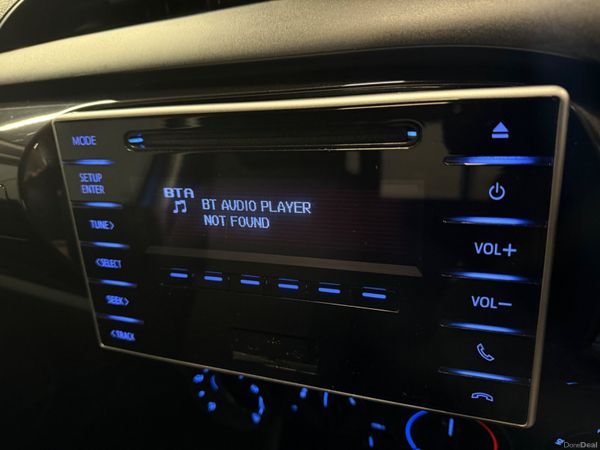 MODE
SETUP
ENTER
TUNE>
<SELECT
SEEK>
<TRACK
BTA
BT AUDIO PLAYER
NOT FOUND
VOL+
VOL−
DoneDeal